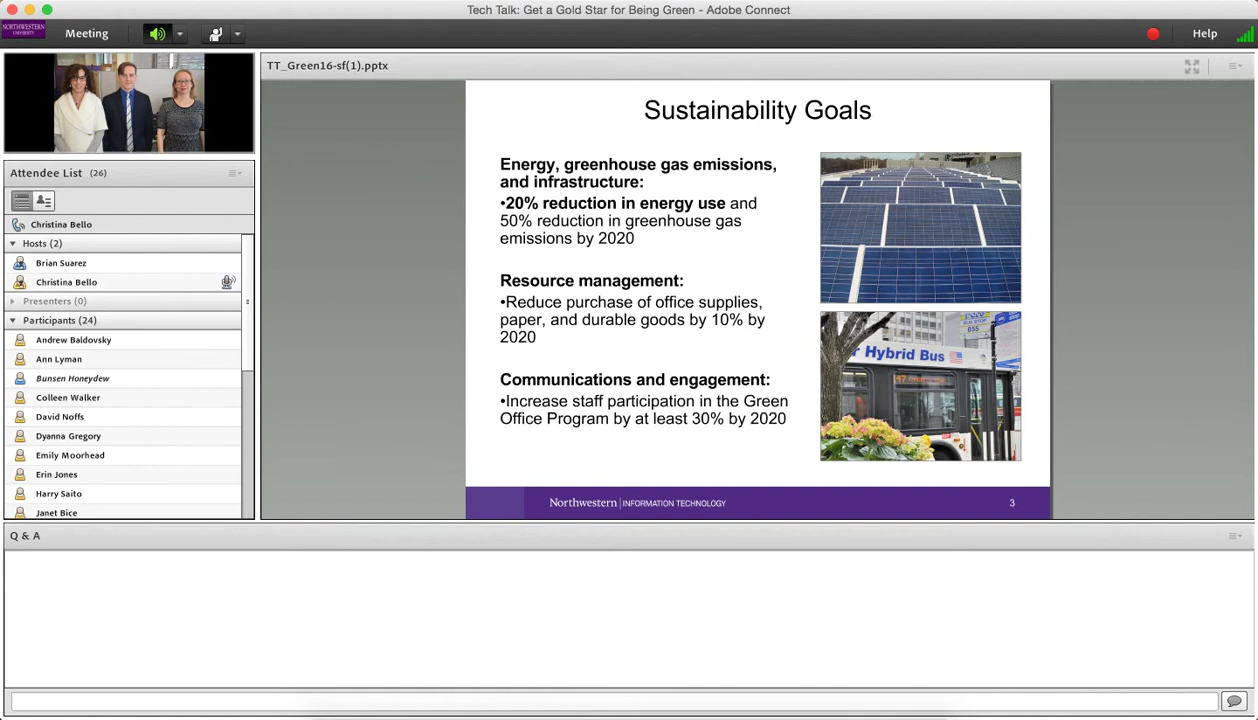 Tech Talk: Get a Gold Star for Being Green - Adobe Connect
NORTHWESTERN
UNIVERSITY
Meeting
Help
TT_Green16-sf(1).pptx
Attendee List (26)
Christina Bello
Hosts (2)
Brian Suarez
Christina Bello
Presenters (0)
Participants (24)
Andrew Baldovsky
Ann Lyman
Bunsen Honeydew
Colleen Walker
David Noffs
Dyanna Gregory
Emily Moorhead
Erin Jones
Harry Saito
Janet Bice
Sustainability Goals
Energy, greenhouse gas emissions,
and infrastructure:
•20% reduction in energy use and
50% reduction in greenhouse gas
emissions by 2020
Resource management:
•Reduce purchase of office supplies,
paper, and durable goods by 10% by
2020
Communications and engagement:
•Increase staff participation in the Green
Office Program by at least 30% by 2020
BUS STOP
r Hybrid Bus
Northwestern | INFORMATION TECHNOLOGY
3
Q & A